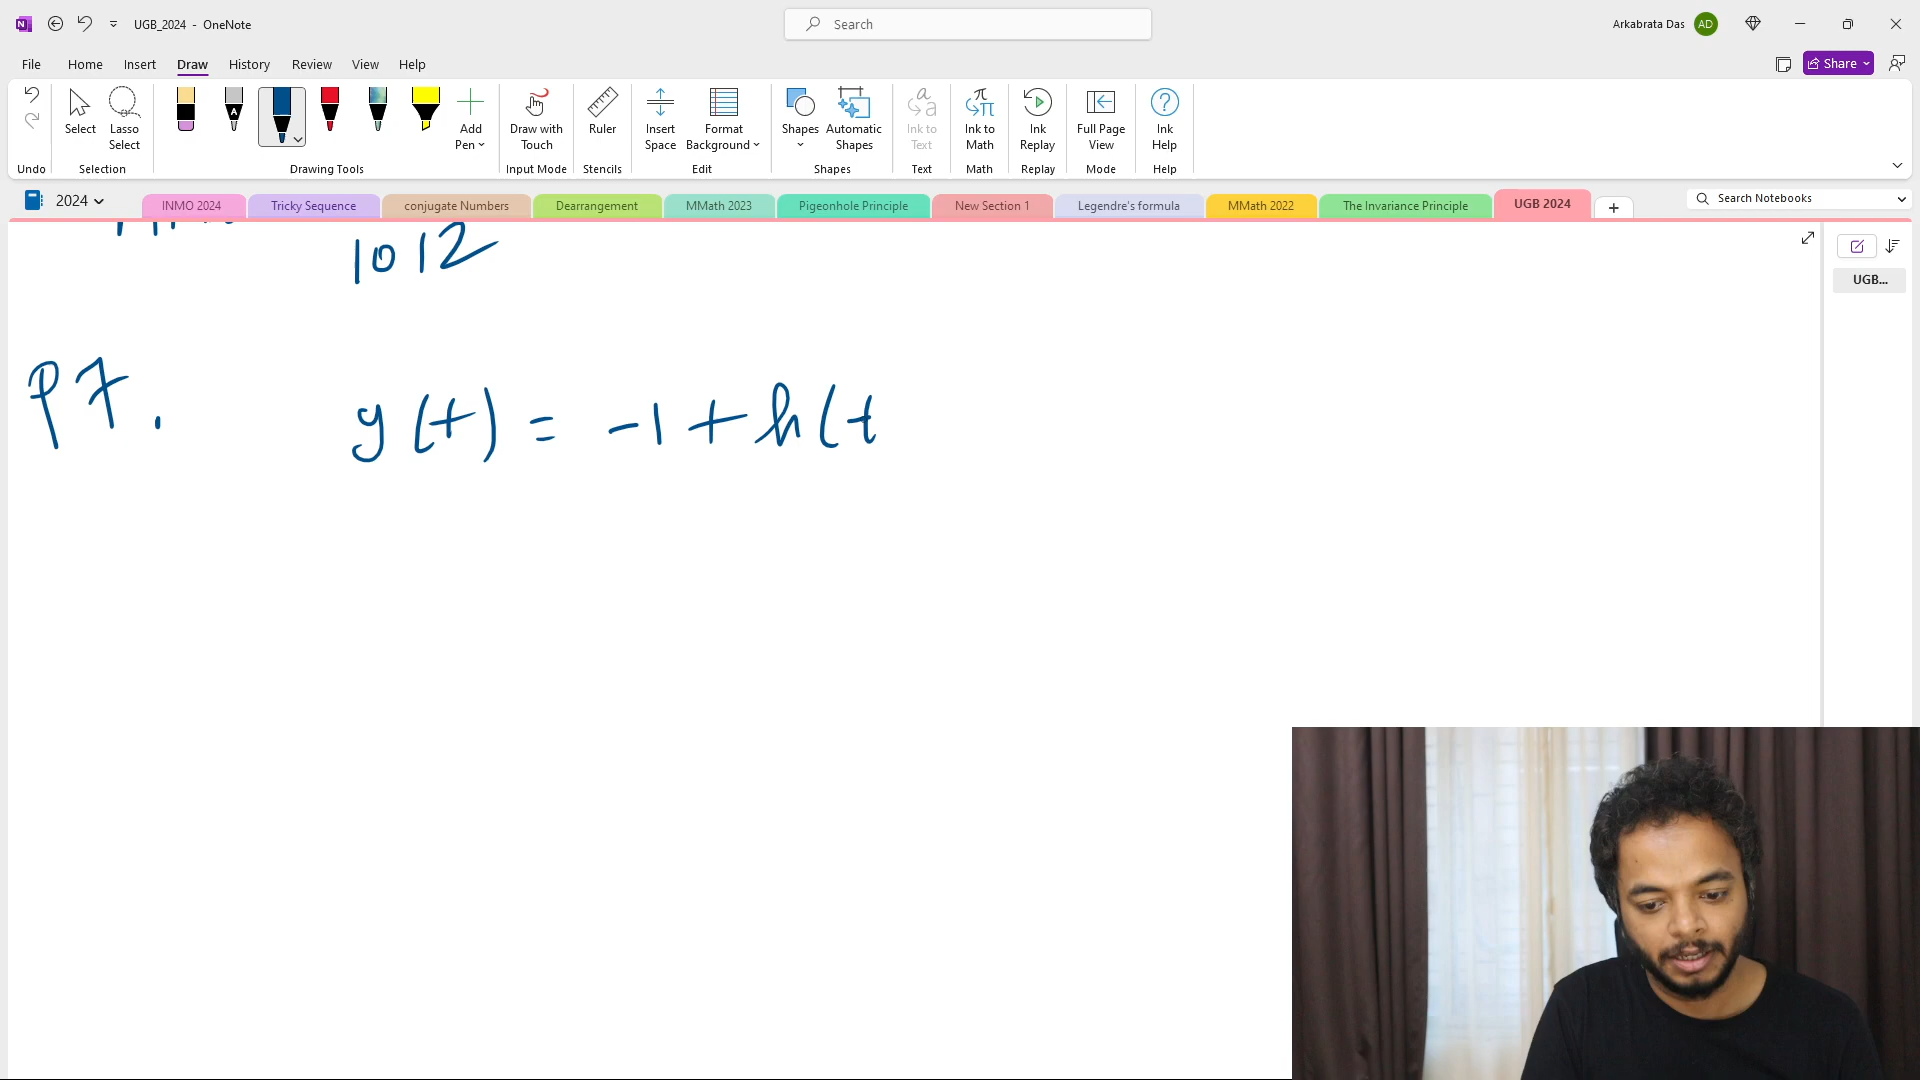 UGB_2024 - OneNote
Search
Arkabrata Das
AD
File Home Insert Draw History Review View Help
Share
Undo
Select
Lasso Select
Selection
A
Add Pen
Drawing Tools
Draw with Touch
Input Mode
Ruler
Stencils
Insert Space
Format Background
Edit
Shapes
Automatic Shapes
Shapes
Ink to Text
Text
Ink to Math
Math
Ink Replay
Replay
Full Page View
Mode
Ink Help
Help
2024
INMO 2024
Tricky Sequence
conjugate Numbers
Dearrangement
MMath 2023
Pigeonhole Principle
New Section 1
Legendre's formula
MMath 2022
The Invariance Principle
UGB 2024
+
Search Notebooks
UGB...
1012
P7. y(t) = -1 + h(t